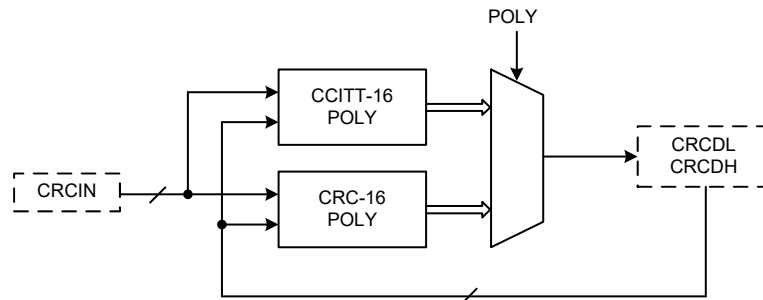 POLY
CCITT-16
POLY
CRCDL
CRCDH
CRCIN
CRC-16
POLY